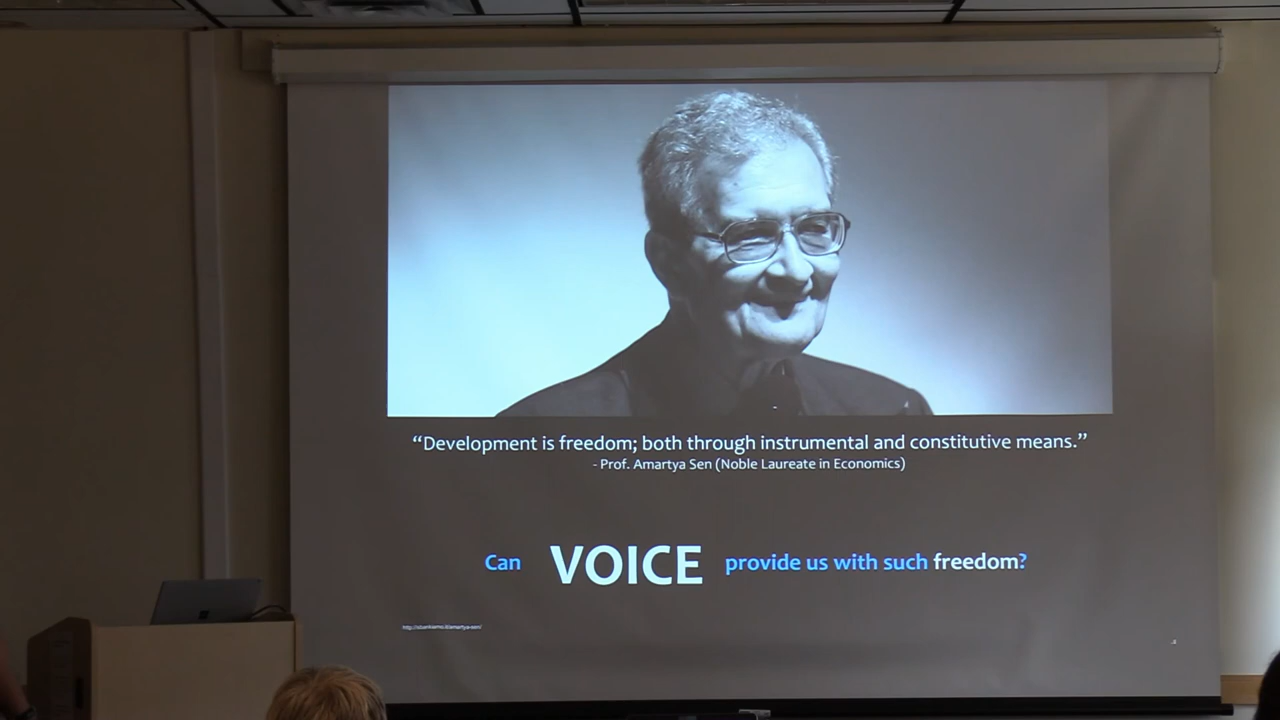 “Development is freedom; both through instrumental and constitutive means.”
- Prof. Amartya Sen (Noble Laureate in Economics)
Can VOICE provide us with such freedom?